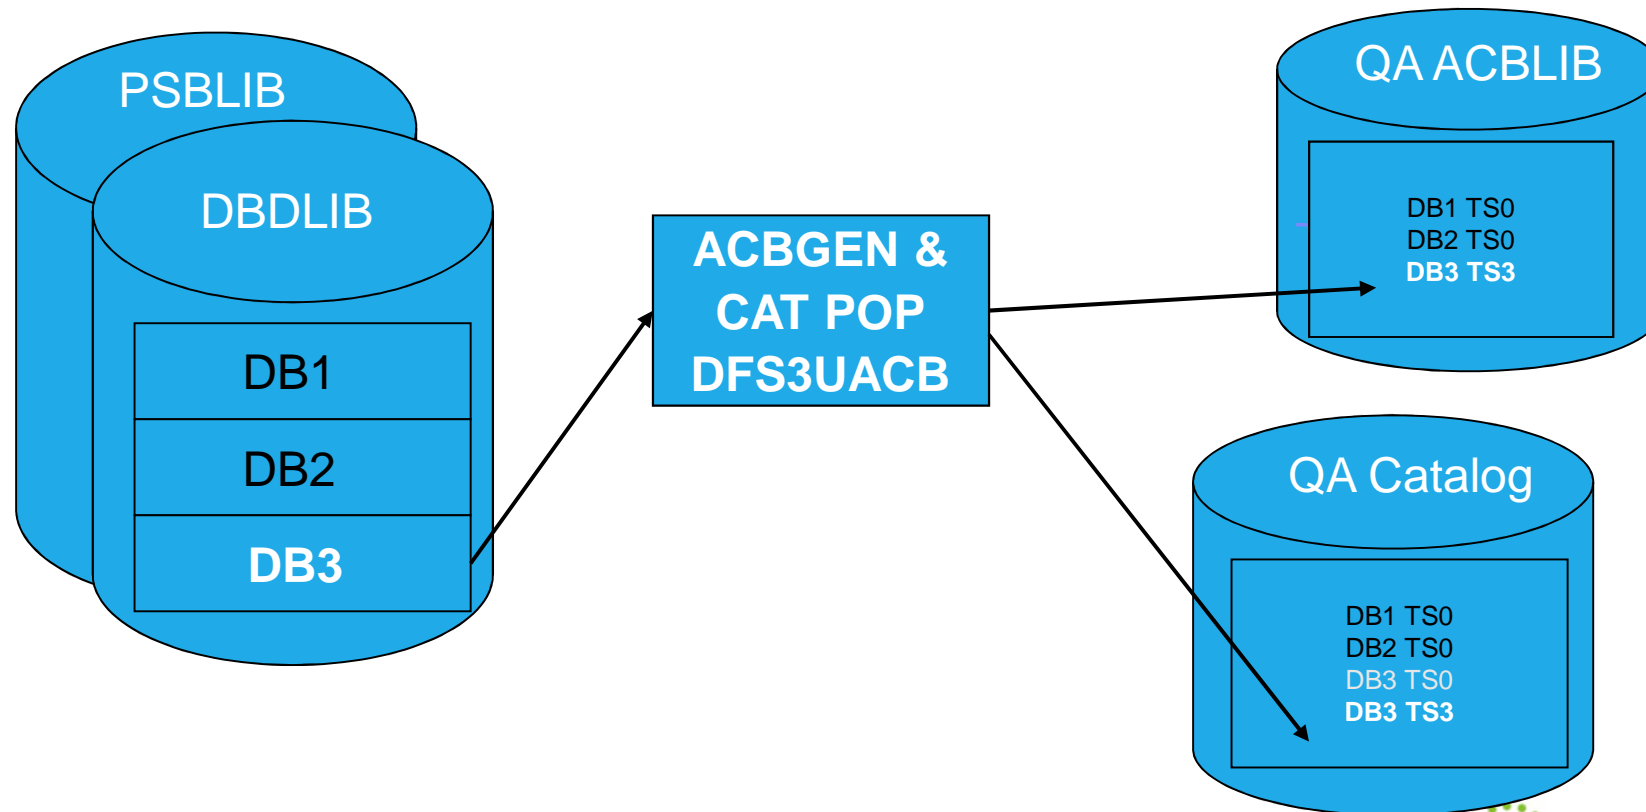 PSBLIB
DBDLIB
DB1
DB2
DB3
ACBGEN &
CAT POP
DFS3UACB
QA ACBLIB
DB1 TS0
DB2 TS0
DB3 TS3
QA Catalog
DB1 TS0
DB2 TS0
DB3 TS0
DB3 TS3